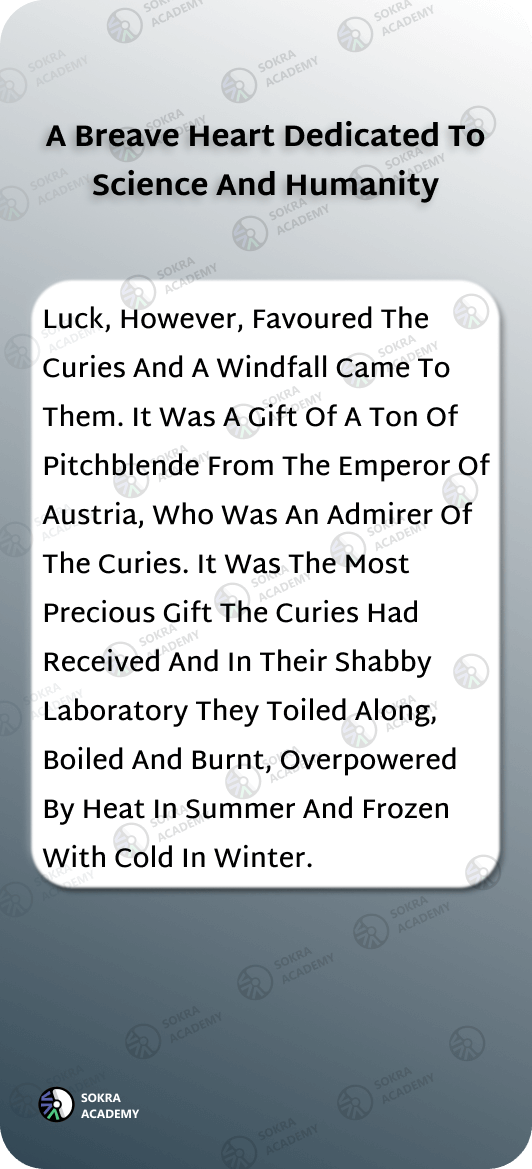 A Breave Heart Dedicated To
Science And Humanity
Luck, However, Favoured The
Curies And A Windfall Came To
Them. It Was A Gift Of A Ton Of
Pitchblende From The Emperor Of
Austria, Who Was An Admirer Of
The Curies. It Was The Most
Precious Gift The Curies Had
Received And In Their Shabby
Laboratory They Toiled Along,
Boiled And Burnt, Overpowered
By Heat In Summer And Frozen
With Cold In Winter.
SOKRA
ACADEMY